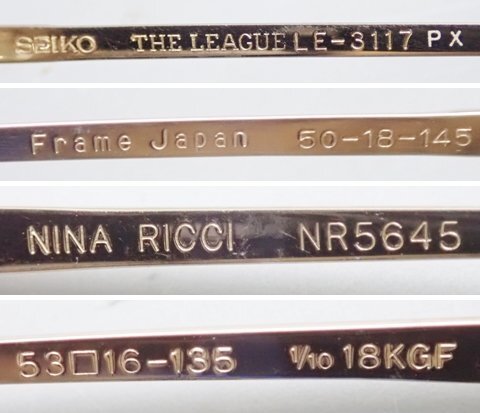 SEIKO THE LEAGUE LE-3117 PX
Frame Japan 50-18-145
NINA RICCI NR5645
53□16-135 1/10 18KGF